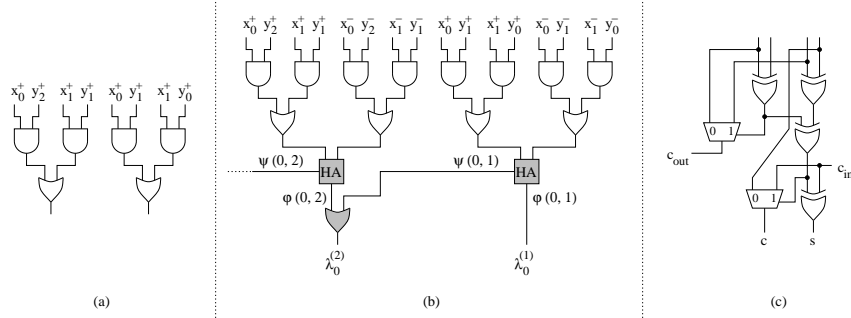 x₀⁺ y₂⁺ x₁⁺ y₁⁺ x₀⁺ y₁⁺ x₁⁺ y₀⁺
(a)
x₀⁺ y₂⁺ x₁⁺ y₁⁺ x₀⁻ y₂⁻ x₁⁻ y₁⁻ x₀⁺ y₁⁺ x₁⁺ y₀⁺ x₀⁻ y₁⁻ x₁⁻ y₀⁻
ψ (0, 2) HA ψ (0, 1) HA
φ (0, 2) φ (0, 1)
λ₀⁽²⁾ λ₀⁽¹⁾
(b)
0 1
c_out
c_in
0 1
c s
(c)